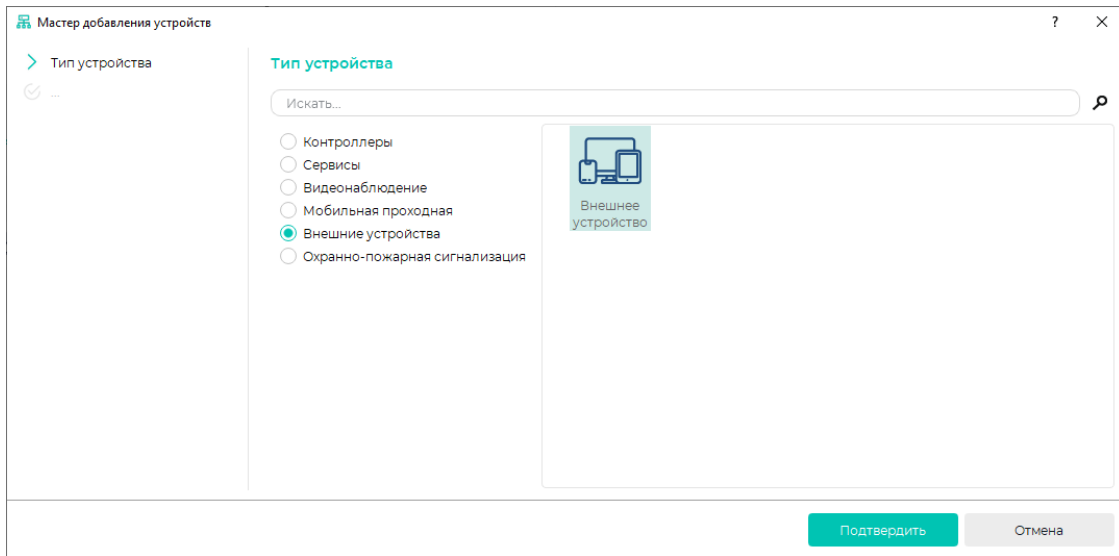 Мастер добавления устройств
?
Тип устройства
...
Тип устройства
Искать...
Контроллеры
Сервисы
Видеонаблюдение
Мобильная проходная
Внешние устройства
Охранно-пожарная сигнализация
Внешнее
устройство
Подтвердить
Отмена